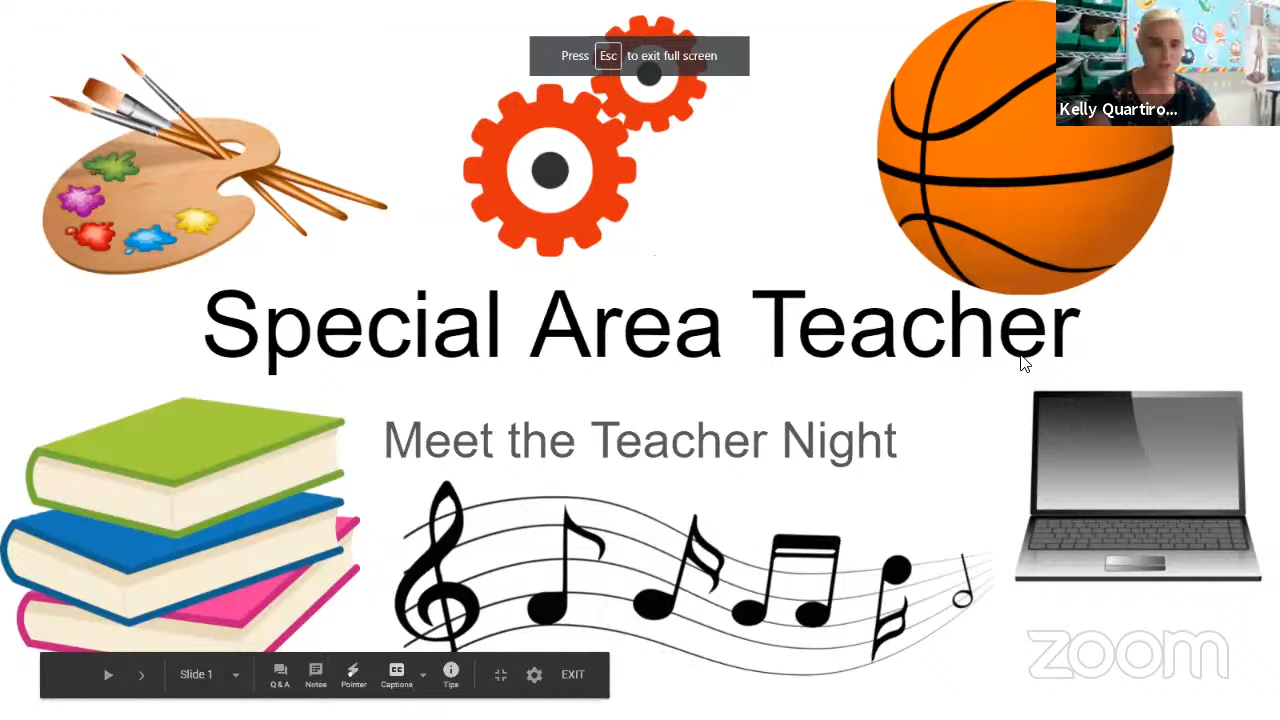 Press Esc to exit full screen
Kelly Quartiro...
Special Area Teacher
Meet the Teacher Night
Slide 1
Q&A
Notes
Pointer
CC
Captions
Tips
EXIT
zoom